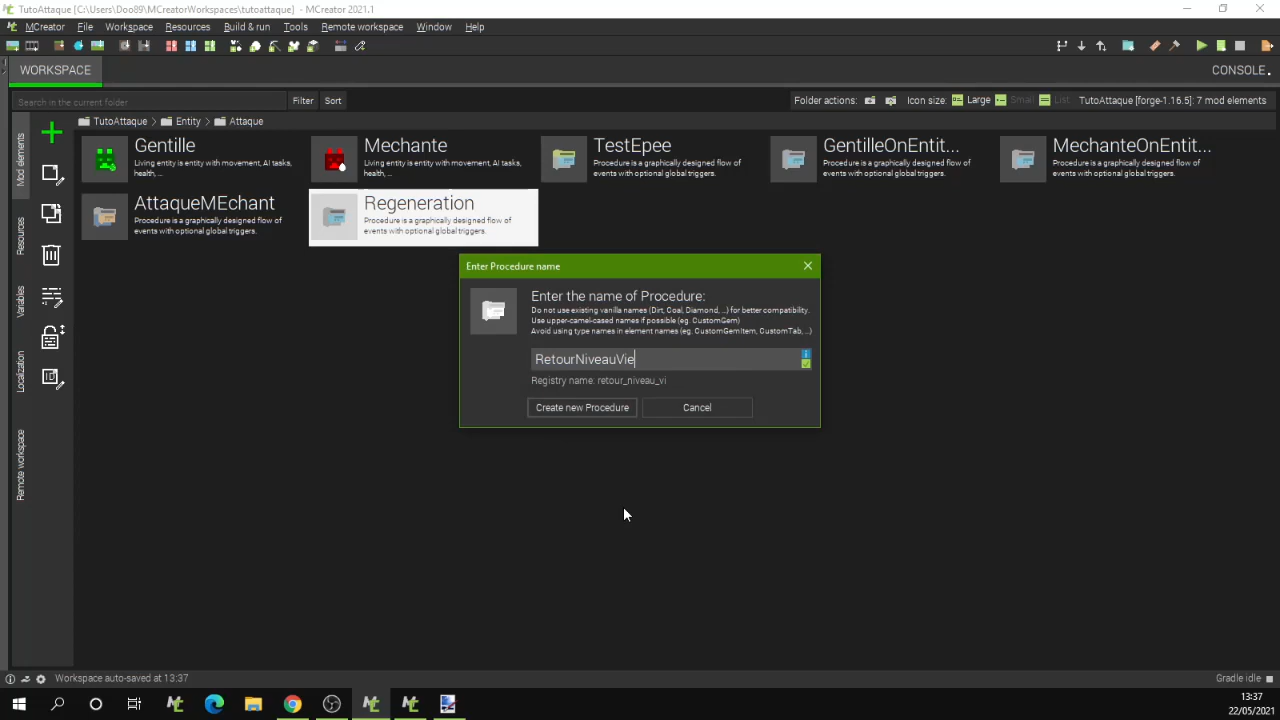 TutoAttaque [C:\Users\Doo89\MCreatorWorkspaces\tutoattaque] - MCreator 2021.1
MCreator File Workspace Resources Build & run Tools Remote workspace Window Help
WORKSPACE
CONSOLE
Search in the current folder
Filter Sort
Folder actions: Icon size: Large Small List TutoAttaque [forge-1.16.5]: 7 mod elements
TutoAttaque > Entity > Attaque
Mod elements
Resources
Variables
Localization
Remote workspace
Gentille
Living entity is entity with movement, AI tasks,
health, ...
Mechante
Living entity is entity with movement, AI tasks,
health, ...
TestEpee
Procedure is a graphically designed flow of
events with optional global triggers.
GentilleOnEntit...
Procedure is a graphically designed flow of
events with optional global triggers.
MechanteOnEntit...
Procedure is a graphically designed flow of
events with optional global triggers.
AttaqueMEchant
Procedure is a graphically designed flow of
events with optional global triggers.
Regeneration
Procedure is a graphically designed flow of
events with optional global triggers.
Enter Procedure name
Enter the name of Procedure:
Do not use existing vanilla names (Dirt, Coal, Diamond, ...) for better compatibility.
Use upper-camel-cased names if possible (eg. CustomGem)
Avoid using type names in element names (eg. CustomGemItem, CustomTab, ...)
RetourNiveauVie
Registry name: retour_niveau_vi
Create new Procedure Cancel
Workspace auto-saved at 13:37
Gradle idle
13:37
22/05/2021